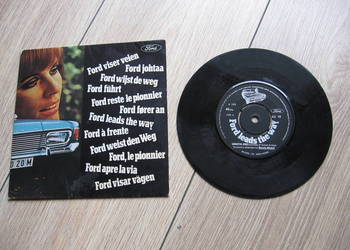 Ford
Ford viser veien
Ford johtaa
Ford wijst de weg
Ford führt
Ford reste le pionnier
Ford fører an
Ford leads the way
Ford à frente
Ford weist den Weg
Ford, le pionnier
Ford apre la via
Ford visar vägen
20 M
Ford leads the way